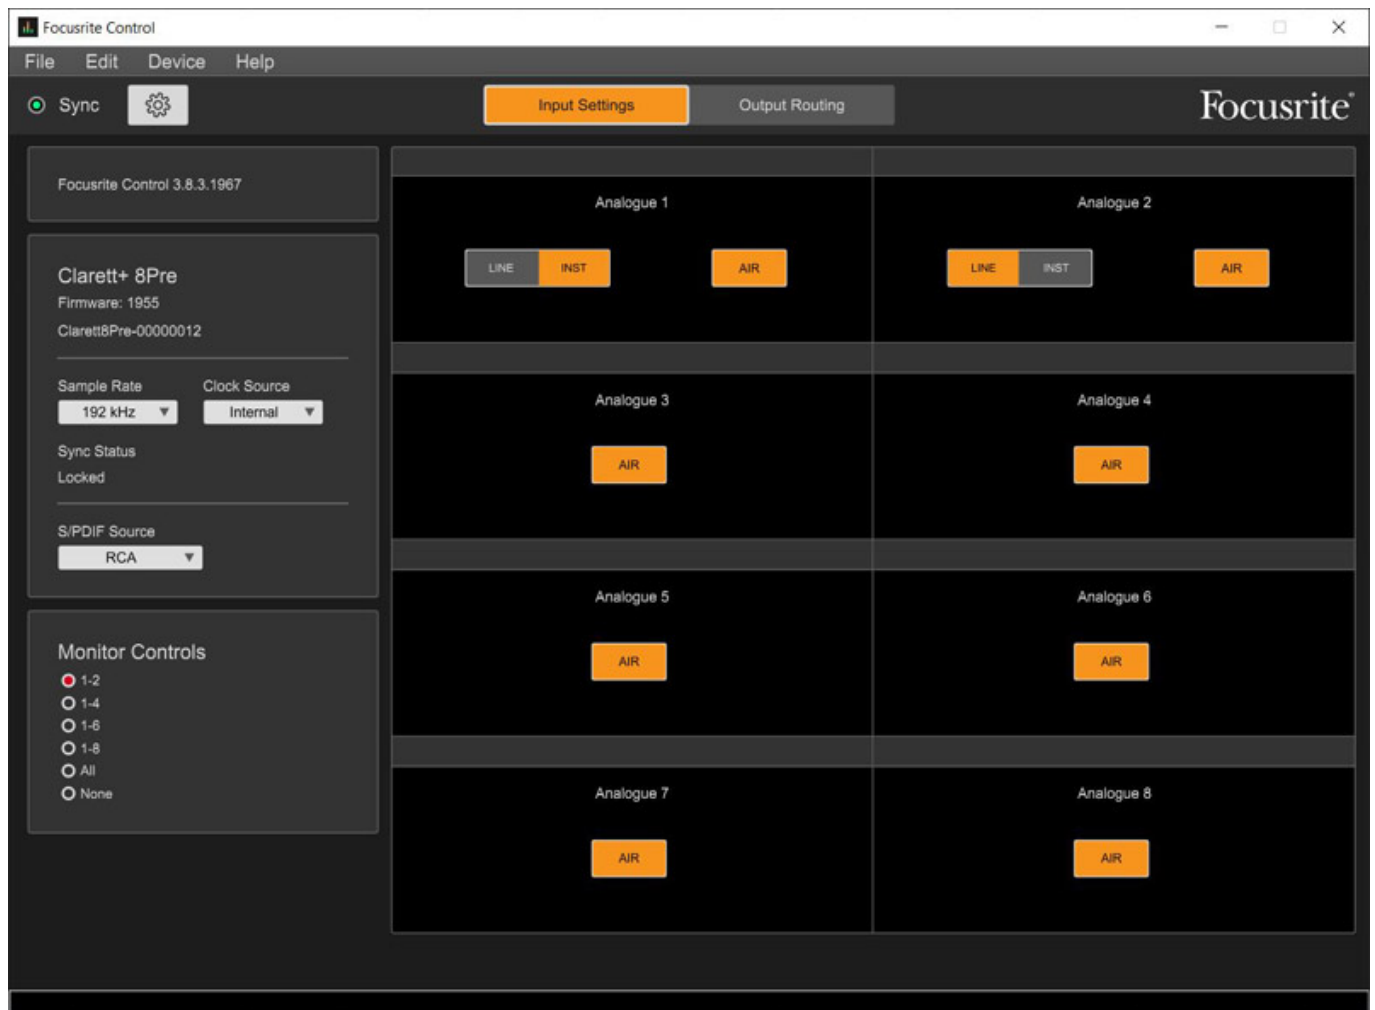 Focusrite Control
File Edit Device Help
Sync
Input Settings Output Routing
Focusrite®
Focusrite Control 3.8.3.1967
Clarett+ 8Pre
Firmware: 1955
Clarett8Pre-00000012
Sample Rate Clock Source
192 kHz Internal
Sync Status
Locked
S/PDIF Source
RCA
Monitor Controls
1-2
1-4
1-6
1-8
All
None
Analogue 1 Analogue 2
LINE INST AIR LINE INST AIR
Analogue 3 Analogue 4
AIR AIR
Analogue 5 Analogue 6
AIR AIR
Analogue 7 Analogue 8
AIR AIR